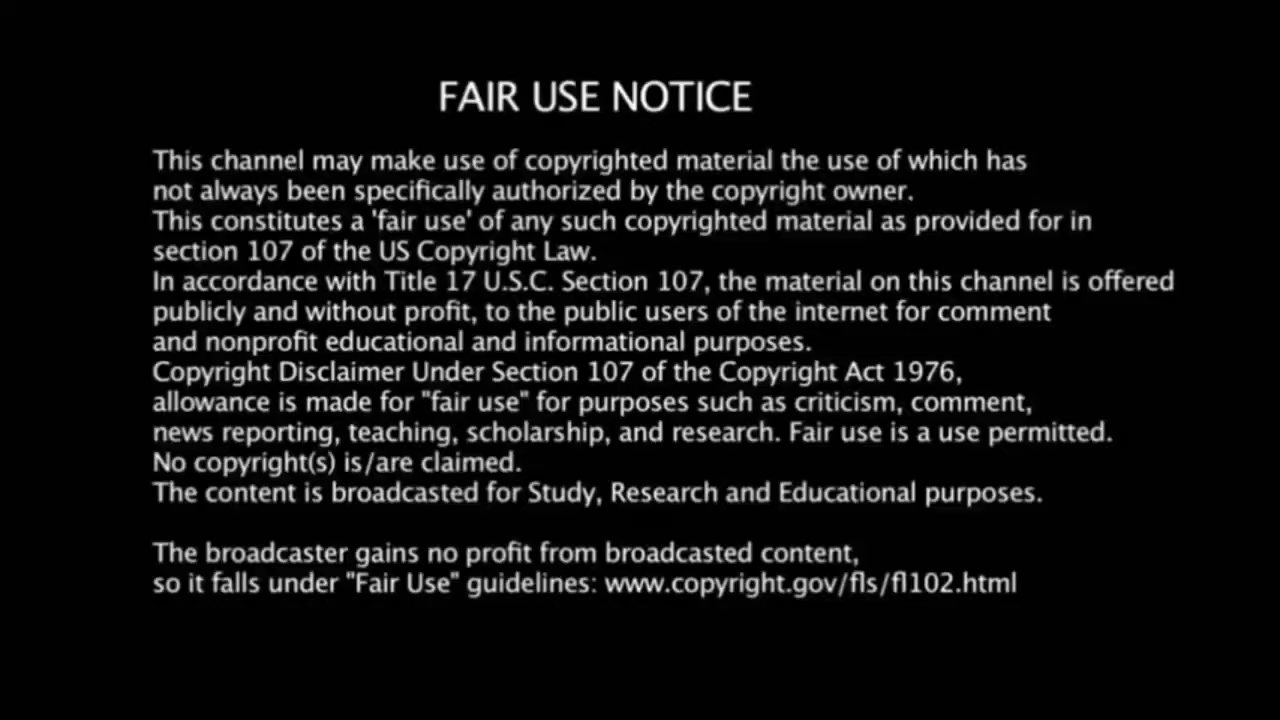 FAIR USE NOTICE
This channel may make use of copyrighted material the use of which has
not always been specifically authorized by the copyright owner.
This constitutes a 'fair use' of any such copyrighted material as provided for in
section 107 of the US Copyright Law.
In accordance with Title 17 U.S.C. Section 107, the material on this channel is offered
publicly and without profit, to the public users of the internet for comment
and nonprofit educational and informational purposes.
Copyright Disclaimer Under Section 107 of the Copyright Act 1976,
allowance is made for "fair use" for purposes such as criticism, comment,
news reporting, teaching, scholarship, and research. Fair use is a use permitted.
No copyright(s) is/are claimed.
The content is broadcasted for Study, Research and Educational purposes.
The broadcaster gains no profit from broadcasted content,
so it falls under "Fair Use" guidelines: www.copyright.gov/fls/fl102.html